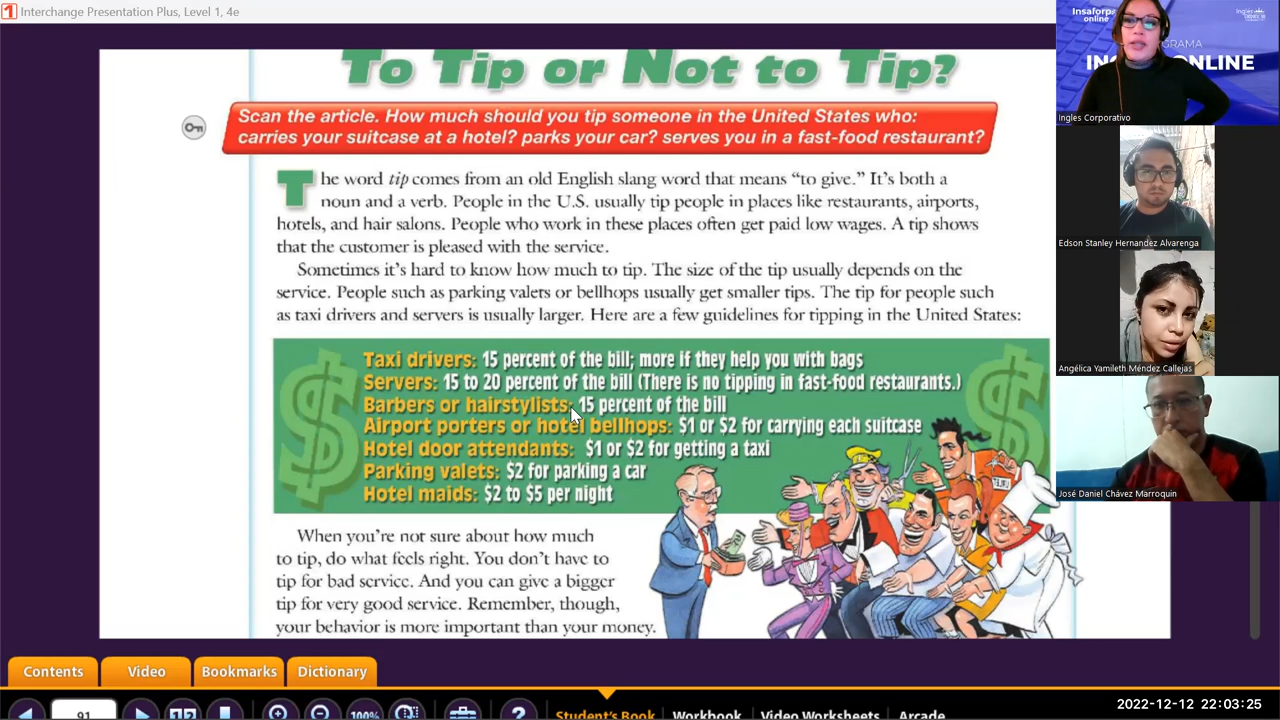 Interchange Presentation Plus, Level 1, 4e
To Tip or Not to Tip?
Scan the article. How much should you tip someone in the United States who:
carries your suitcase at a hotel? parks your car? serves you in a fast-food restaurant?
The word tip comes from an old English slang word that means “to give.” It’s both a
noun and a verb. People in the U.S. usually tip people in places like restaurants, airports,
hotels, and hair salons. People who work in these places often get paid low wages. A tip shows
that the customer is pleased with the service.
Sometimes it’s hard to know how much to tip. The size of the tip usually depends on the
service. People such as parking valets or bellhops usually get smaller tips. The tip for people such
as taxi drivers and servers is usually larger. Here are a few guidelines for tipping in the United States:
Taxi drivers: 15 percent of the bill; more if they help you with bags
Servers: 15 to 20 percent of the bill (There is no tipping in fast-food restaurants.)
Barbers or hairstylists: 15 percent of the bill
Airport porters or hotel bellhops: $1 or $2 for carrying each suitcase
Hotel door attendants: $1 or $2 for getting a taxi
Parking valets: $2 for parking a car
Hotel maids: $2 to $5 per night
When you’re not sure about how much
to tip, do what feels right. You don’t have to
tip for bad service. And you can give a bigger
tip for very good service. Remember, though,
your behavior is more important than your money.
Contents
Video
Bookmarks
Dictionary
91
100%
?
Student's Book
Workbook
Video Worksheets
Arcade
Insaforp
online
Ingles Corporativo
Edson Stanley Hernandez Alvarenga
Angélica Yamileth Méndez Callejas
José Daniel Chávez Marroquin
2022-12-12 22:03:25